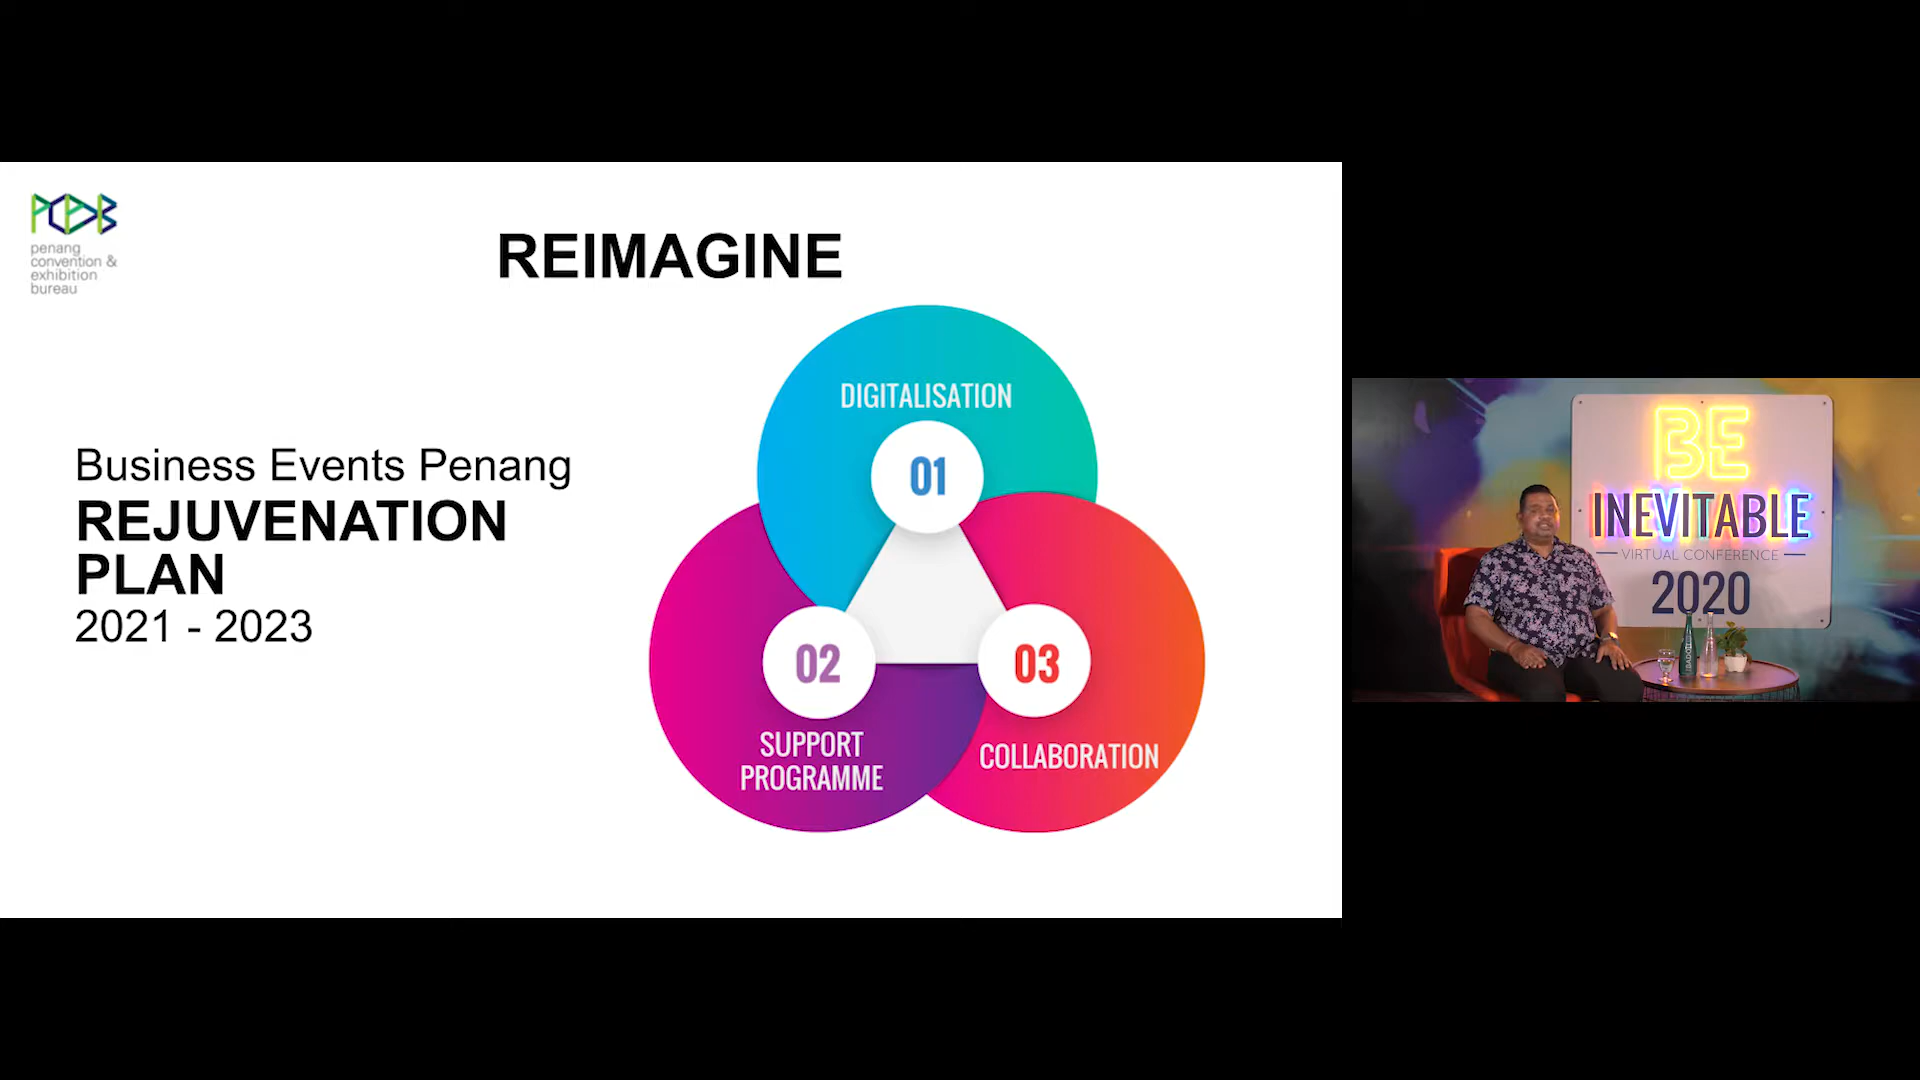 PCEB
penang
convention &
exhibition
bureau
REIMAGINE
Business Events Penang
REJUVENATION
PLAN
2021 - 2023
DIGITALISATION
01
02
SUPPORT
PROGRAMME
03
COLLABORATION
BE
INEVITABLE
VIRTUAL CONFERENCE
2020